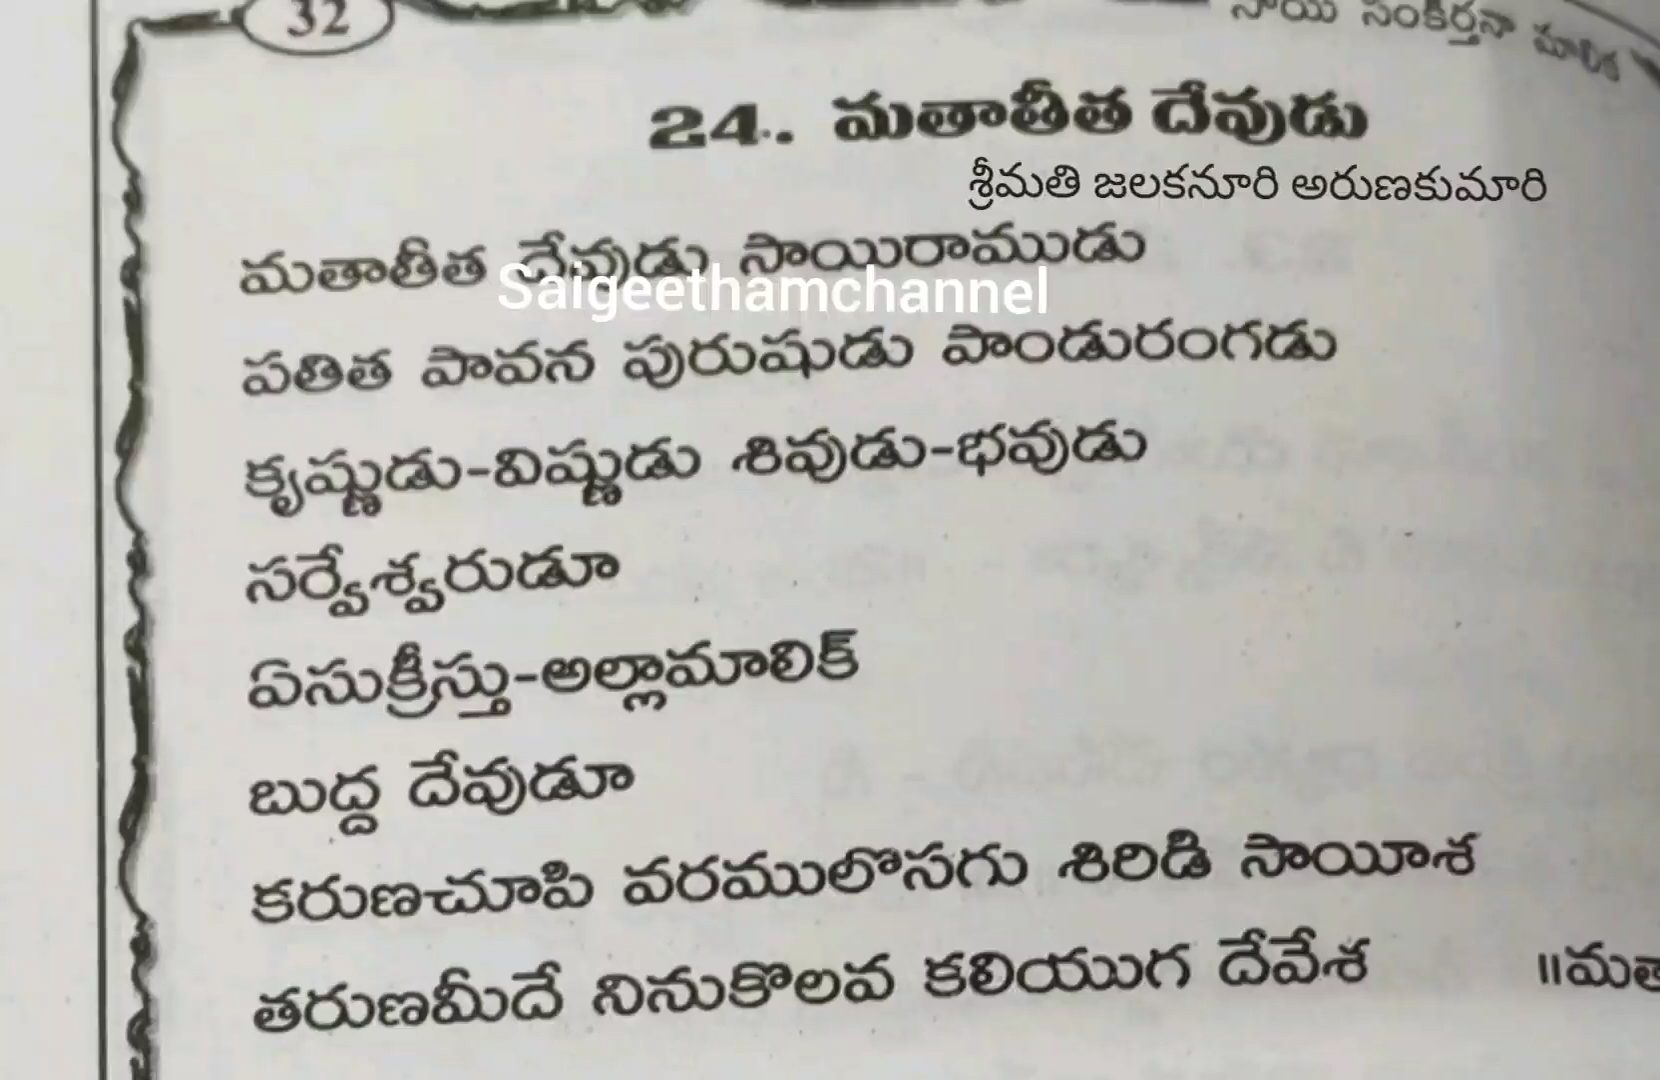 32
సాయి సంకీర్తనా మాలిక
24. మతాతీత దేవుడు
శ్రీమతి జలకనూరి అరుణకుమారి
మతాతీత దేవుడు సాయిరాముడు
Saigeethamchannel
పతిత పావన పురుషుడు పాండురంగడు
కృష్ణుడు-విష్ణుడు శివుడు-భవుడు
సర్వేశ్వరుడూ
ఏసుక్రీస్తు-అల్లామాలిక్
బుద్ద దేవుడూ
కరుణచూపి వరములొసగు శిరిడి సాయీశ
తరుణమీదే నినుకొలవ కలియుగ దేవేశ ॥మతా